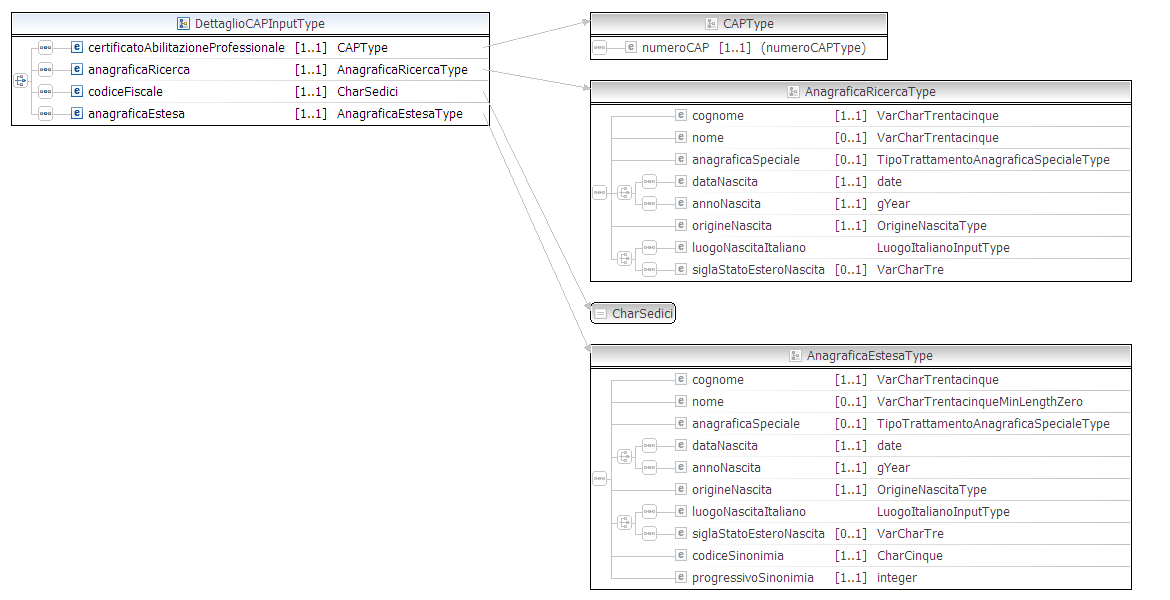 DettaglioCAPInputType
certificatoAbilitazioneProfessionale [1..1] CAPType
anagraficaRicerca [1..1] AnagraficaRicercaType
codiceFiscale [1..1] CharSedici
anagraficaEstesa [1..1] AnagraficaEstesaType
CAPType
numeroCAP [1..1] (numeroCAPType)
AnagraficaRicercaType
cognome [1..1] VarCharTrentacinque
nome [0..1] VarCharTrentacinque
anagraficaSpeciale [0..1] TipoTrattamentoAnagraficaSpecialeType
dataNascita [1..1] date
annoNascita [1..1] gYear
origineNascita [1..1] OrigineNascitaType
luogoNascitaItaliano LuogoItalianoInputType
siglaStatoEsteroNascita [0..1] VarCharTre
CharSedici
AnagraficaEstesaType
cognome [1..1] VarCharTrentacinque
nome [0..1] VarCharTrentacinqueMinLengthZero
anagraficaSpeciale [0..1] TipoTrattamentoAnagraficaSpecialeType
dataNascita [1..1] date
annoNascita [1..1] gYear
origineNascita [1..1] OrigineNascitaType
luogoNascitaItaliano LuogoItalianoInputType
siglaStatoEsteroNascita [0..1] VarCharTre
codiceSinonimia [1..1] CharCinque
progressivoSinonimia [1..1] integer